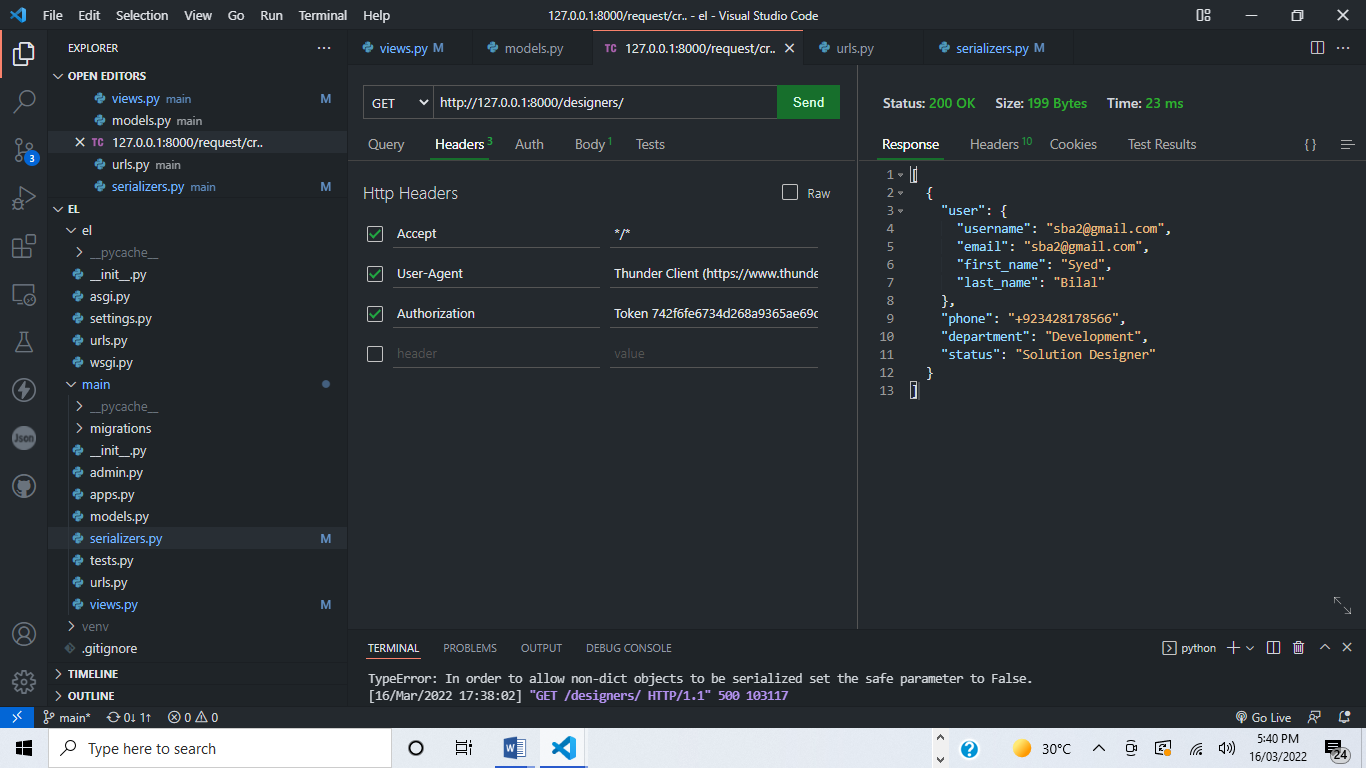 File Edit Selection View Go Run Terminal Help 127.0.0.1:8000/request/cr.. - el - Visual Studio Code
EXPLORER
OPEN EDITORS
views.py main M
models.py main
TC 127.0.0.1:8000/request/cr..
urls.py main
serializers.py main M
EL
el
__pycache__
__init__.py
asgi.py
settings.py
urls.py
wsgi.py
main
__pycache__
migrations
__init__.py
admin.py
apps.py
models.py
serializers.py M
tests.py
urls.py
views.py M
venv
.gitignore
TIMELINE
OUTLINE
3
Json
views.py M models.py TC 127.0.0.1:8000/request/cr.. urls.py serializers.py M
GET http://127.0.0.1:8000/designers/ Send
Query Headers 3 Auth Body 1 Tests
Http Headers Raw
Accept */*
User-Agent Thunder Client (https://www.thunde
Authorization Token 742f6fe6734d268a9365ae69c
header value
Status: 200 OK Size: 199 Bytes Time: 23 ms
Response Headers 10 Cookies Test Results { }
1 [
2 {
3 "user": {
4 "username": "sba2@gmail.com",
5 "email": "sba2@gmail.com",
6 "first_name": "Syed",
7 "last_name": "Bilal"
8 },
9 "phone": "+923428178566",
10 "department": "Development",
11 "status": "Solution Designer"
12 }
13 ]
TERMINAL PROBLEMS OUTPUT DEBUG CONSOLE python
TypeError: In order to allow non-dict objects to be serialized set the safe parameter to False.
[16/Mar/2022 17:38:02] "GET /designers/ HTTP/1.1" 500 103117
main* 0↓ 1↑ 0 0 Go Live
Type here to search 30°C 5:40 PM
16/03/2022 24